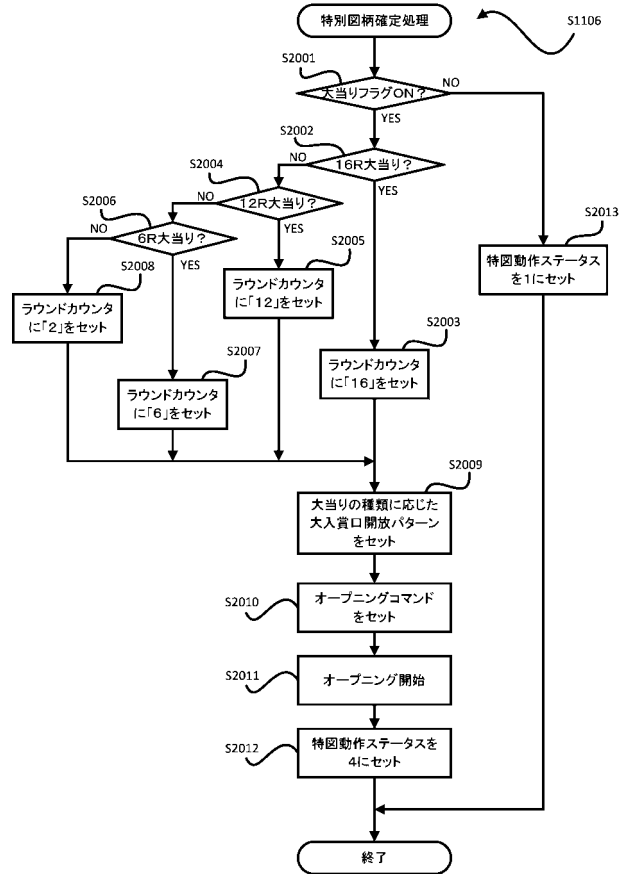 特別図柄確定処理
S1106
S2001
大当りフラグON?
NO
YES
S2002
16R大当り?
NO
YES
S2004
12R大当り?
NO
YES
S2006
6R大当り?
NO
YES
S2013
特図動作ステータス
を1にセット
S2005
ラウンドカウンタ
に「12」をセット
S2008
ラウンドカウンタ
に「2」をセット
S2003
ラウンドカウンタ
に「16」をセット
S2007
ラウンドカウンタ
に「6」をセット
S2009
大当りの種類に応じた
大入賞口開放パターン
をセット
S2010
オープニングコマンド
をセット
S2011
オープニング開始
S2012
特図動作ステータスを
4にセット
終了